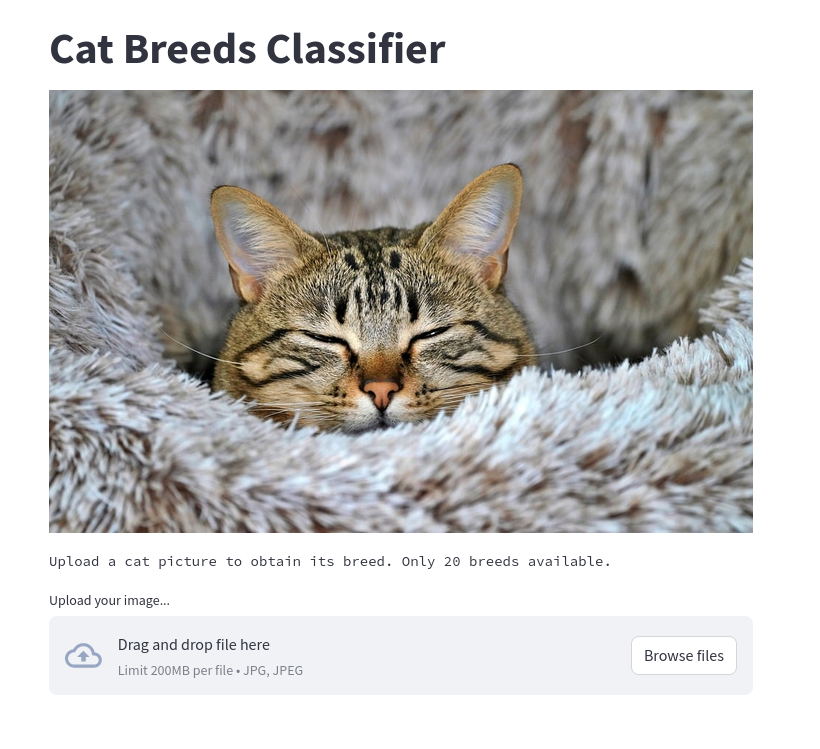 Cat Breeds Classifier
Upload a cat picture to obtain its breed. Only 20 breeds available.
Upload your image...
Drag and drop file here
Limit 200MB per file • JPG, JPEG
Browse files